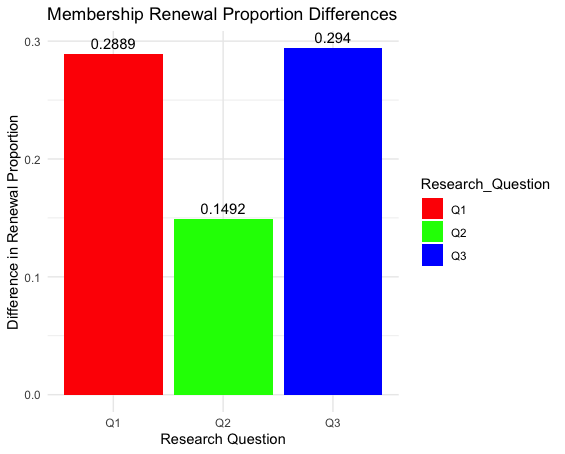 Membership Renewal Proportion Differences
Difference in Renewal Proportion
0.3
0.2
0.1
0.0
0.2889
0.1492
0.294
Q1
Q2
Q3
Research Question
Research_Question
Q1
Q2
Q3